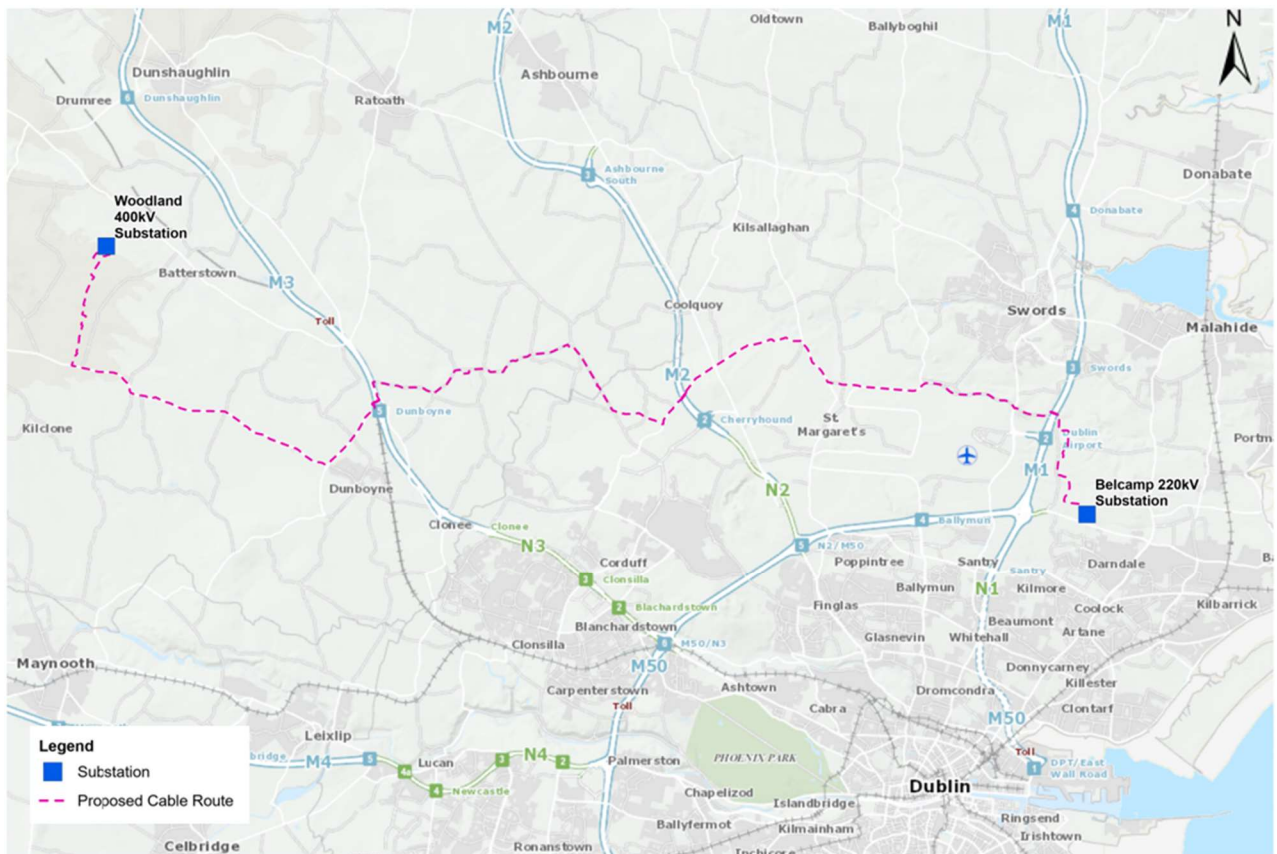 M2
Oldtown
Ballyboghil
M1
N
Dunshaughlin
Ashbourne
Drumree
6
Dunshaughlin
Ratoath
3
Ashbourne
South
Donabate
Woodland
400kV
Substation
4
Donabate
Kilsallaghan
Batterstown
M3
Coolquoy
Swords
Toll
Malahide
M2
3
Swords
5
Dunboyne
2
Cherryhound
St.
Margaret's
Kilclone
2
Dublin
Airport
M1
Dunboyne
N2
Belcamp 220kV
Substation
Clonee
Clonee
4
Ballymun
N3
5
N2/M50
Corduff
Poppintree
Santry
Darndale
3
Clonsilla
Santry
Ballymun
N1
Kilmore
2
Blachardstown
Finglas
Coolock
Kilbarrick
Blanchardstown
Beaumont
Artane
Clonsilla
6
M50/N3
Glasnevin
Whitehall
Maynooth
M50
Donnycarney
Carpenterstown
Ashtown
Dromcondra
Killester
Toll
Cabra
Clontarf
M50
Leixlip
Toll
Legend
Substation
Proposed Cable Route
M4
5
Lucan
4a
4
Newcastle
3
N4
2
Palmerston
PHOENIX PARK
1
DPT/East
Wall Road
Dublin
Chapelizod
Islandbridge
Ringsend
Ballyfermot
Kilmainham
Irishtown
Celbridge
Ronanstown
Inchicore